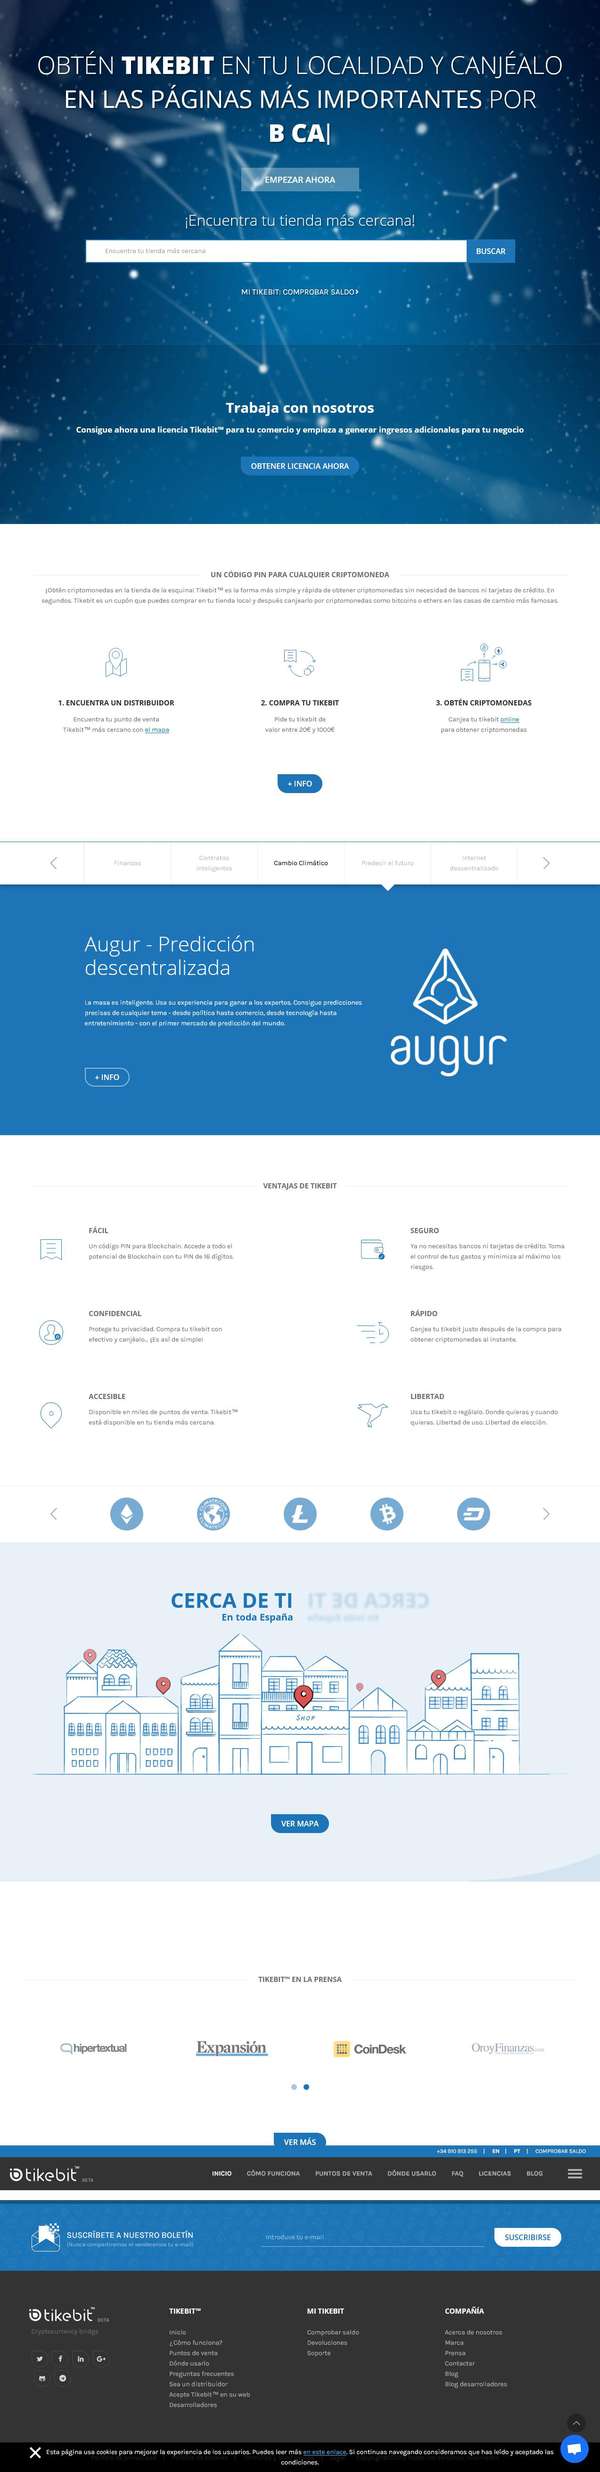 OBTÉN TIKEBIT EN TU LOCALIDAD Y CANJÉALO
EN LAS PÁGINAS MÁS IMPORTANTES POR
B CA|
EMPEZAR AHORA
¡Encuentra tu tienda más cercana!
Encuentra tu tienda más cercana
BUSCAR
MI TIKEBIT: COMPROBAR SALDO
Trabaja con nosotros
Consigue ahora una licencia Tikebit™ para tu comercio y empieza a generar ingresos adicionales para tu negocio
OBTENER LICENCIA AHORA
UN CÓDIGO PIN PARA CUALQUIER CRIPTOMONEDA
¡Obtén criptomonedas en la tienda de la esquina! Tikebit™ es la forma más simple y rápida de obtener criptomonedas sin necesidad de bancos ni tarjetas de crédito. En
segundos. Tikebit es un cupón que puedes comprar en tu tienda local y después canjearlo por criptomonedas como bitcoins o ethers en las casas de cambio más famosas.
1. ENCUENTRA UN DISTRIBUIDOR
Encuentra tu punto de venta
Tikebit™ más cercano con el mapa
2. COMPRA TU TIKEBIT
Pide tu tikebit de
valor entre 20€ y 1000€
3. OBTÉN CRIPTOMONEDAS
Canjea tu tikebit online
para obtener criptomonedas
+ INFO
Finanzas
Contratos
inteligentes
Cambio Climático
Predecir el futuro
Internet
descentralizado
Augur - Predicción
descentralizada
La masa es inteligente. Usa su experiencia para ganar a los expertos. Consigue predicciones
precisas de cualquier tema - desde política hasta comercio, desde tecnología hasta
entretenimiento - con el primer mercado de predicción del mundo.
+ INFO
augur
VENTAJAS DE TIKEBIT
FÁCIL
Un código PIN para Blockchain. Accede a todo el
potencial de Blockchain con tu PIN de 16 dígitos.
SEGURO
Ya no necesitas bancos ni tarjetas de crédito. Toma
el control de tus gastos y minimiza al máximo los
riesgos.
CONFIDENCIAL
Protege tu privacidad. Compra tu tikebit con
efectivo y canjéalo... ¡Es así de simple!
RÁPIDO
Canjea tu tikebit justo después de la compra para
obtener criptomonedas al instante.
ACCESIBLE
Disponible en miles de puntos de venta. Tikebit™
está disponible en tu tienda más cercana
LIBERTAD
Usa tu tikebit o regálalo. Donde quieras y cuando
quieras. Libertad de uso. Libertad de elección.
CERCA DE TI
En toda España
SHOP
VER MAPA
TIKEBIT™ EN LA PRENSA
hipertextual
Expansión
CoinDesk
OroyFinanzas.com
VER MÁS
+34 910 813 255 | EN | PT | COMPROBAR SALDO
tikebit™ BETA
INICIO CÓMO FUNCIONA PUNTOS DE VENTA DÓNDE USARLO FAQ LICENCIAS BLOG
SUSCRÍBETE A NUESTRO BOLETÍN
(Nunca compartiremos ni venderemos tu e-mail)
Introduce tu e-mail
SUSCRIBIRSE
tikebit™ BETA
Cryptocurrency bridge
TIKEBIT™
Inicio
¿Cómo funciona?
Puntos de venta
Dónde usarlo
Preguntas frecuentes
Sea un distribuidor
Acepta Tikebit™ en su web
Desarrolladores
MI TIKEBIT
Comprobar saldo
Devoluciones
Soporte
COMPAÑÍA
Acerca de nosotros
Marca
Prensa
Contactar
Blog
Blog desarrolladores
Esta página usa cookies para mejorar la experiencia de los usuarios. Puedes leer más en este enlace. Si continuas navegando consideramos que has leído y aceptado las
condiciones.